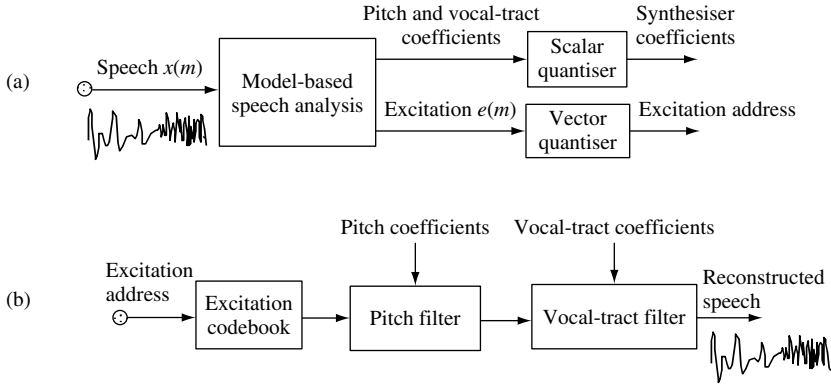 Pitch and vocal-tract
coefficients
Synthesiser
coefficients
(a)
Speech x(m)
Model-based
speech analysis
Scalar
quantiser
Excitation e(m)
Vector
quantiser
Excitation address
Pitch coefficients
Vocal-tract coefficients
(b)
Excitation
address
Excitation
codebook
Pitch filter
Vocal-tract filter
Reconstructed
speech